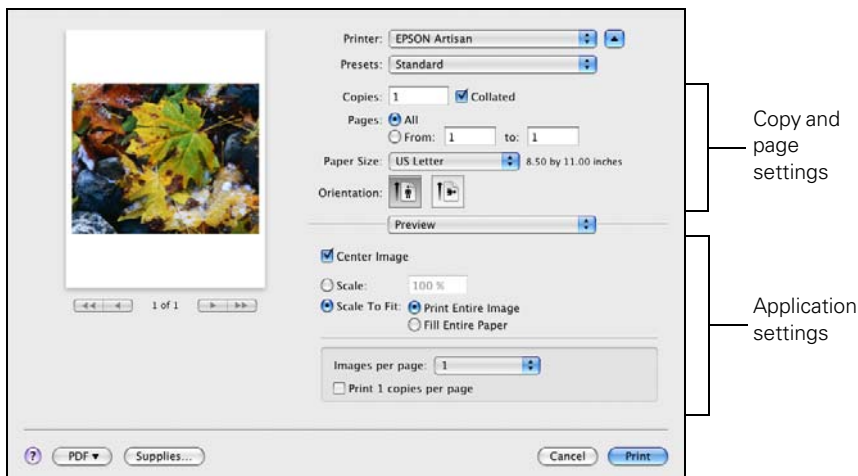 Printer: EPSON Artisan
Presets: Standard
Copies: 1 Collated
Pages: All
From: 1 to: 1
Paper Size: US Letter 8.50 by 11.00 inches
Orientation:
Preview
Center Image
Scale: 100 %
Scale To Fit: Print Entire Image
Fill Entire Paper
Images per page: 1
Print 1 copies per page
1 of 1
? PDF Supplies... Cancel Print
Copy and
page
settings
Application
settings